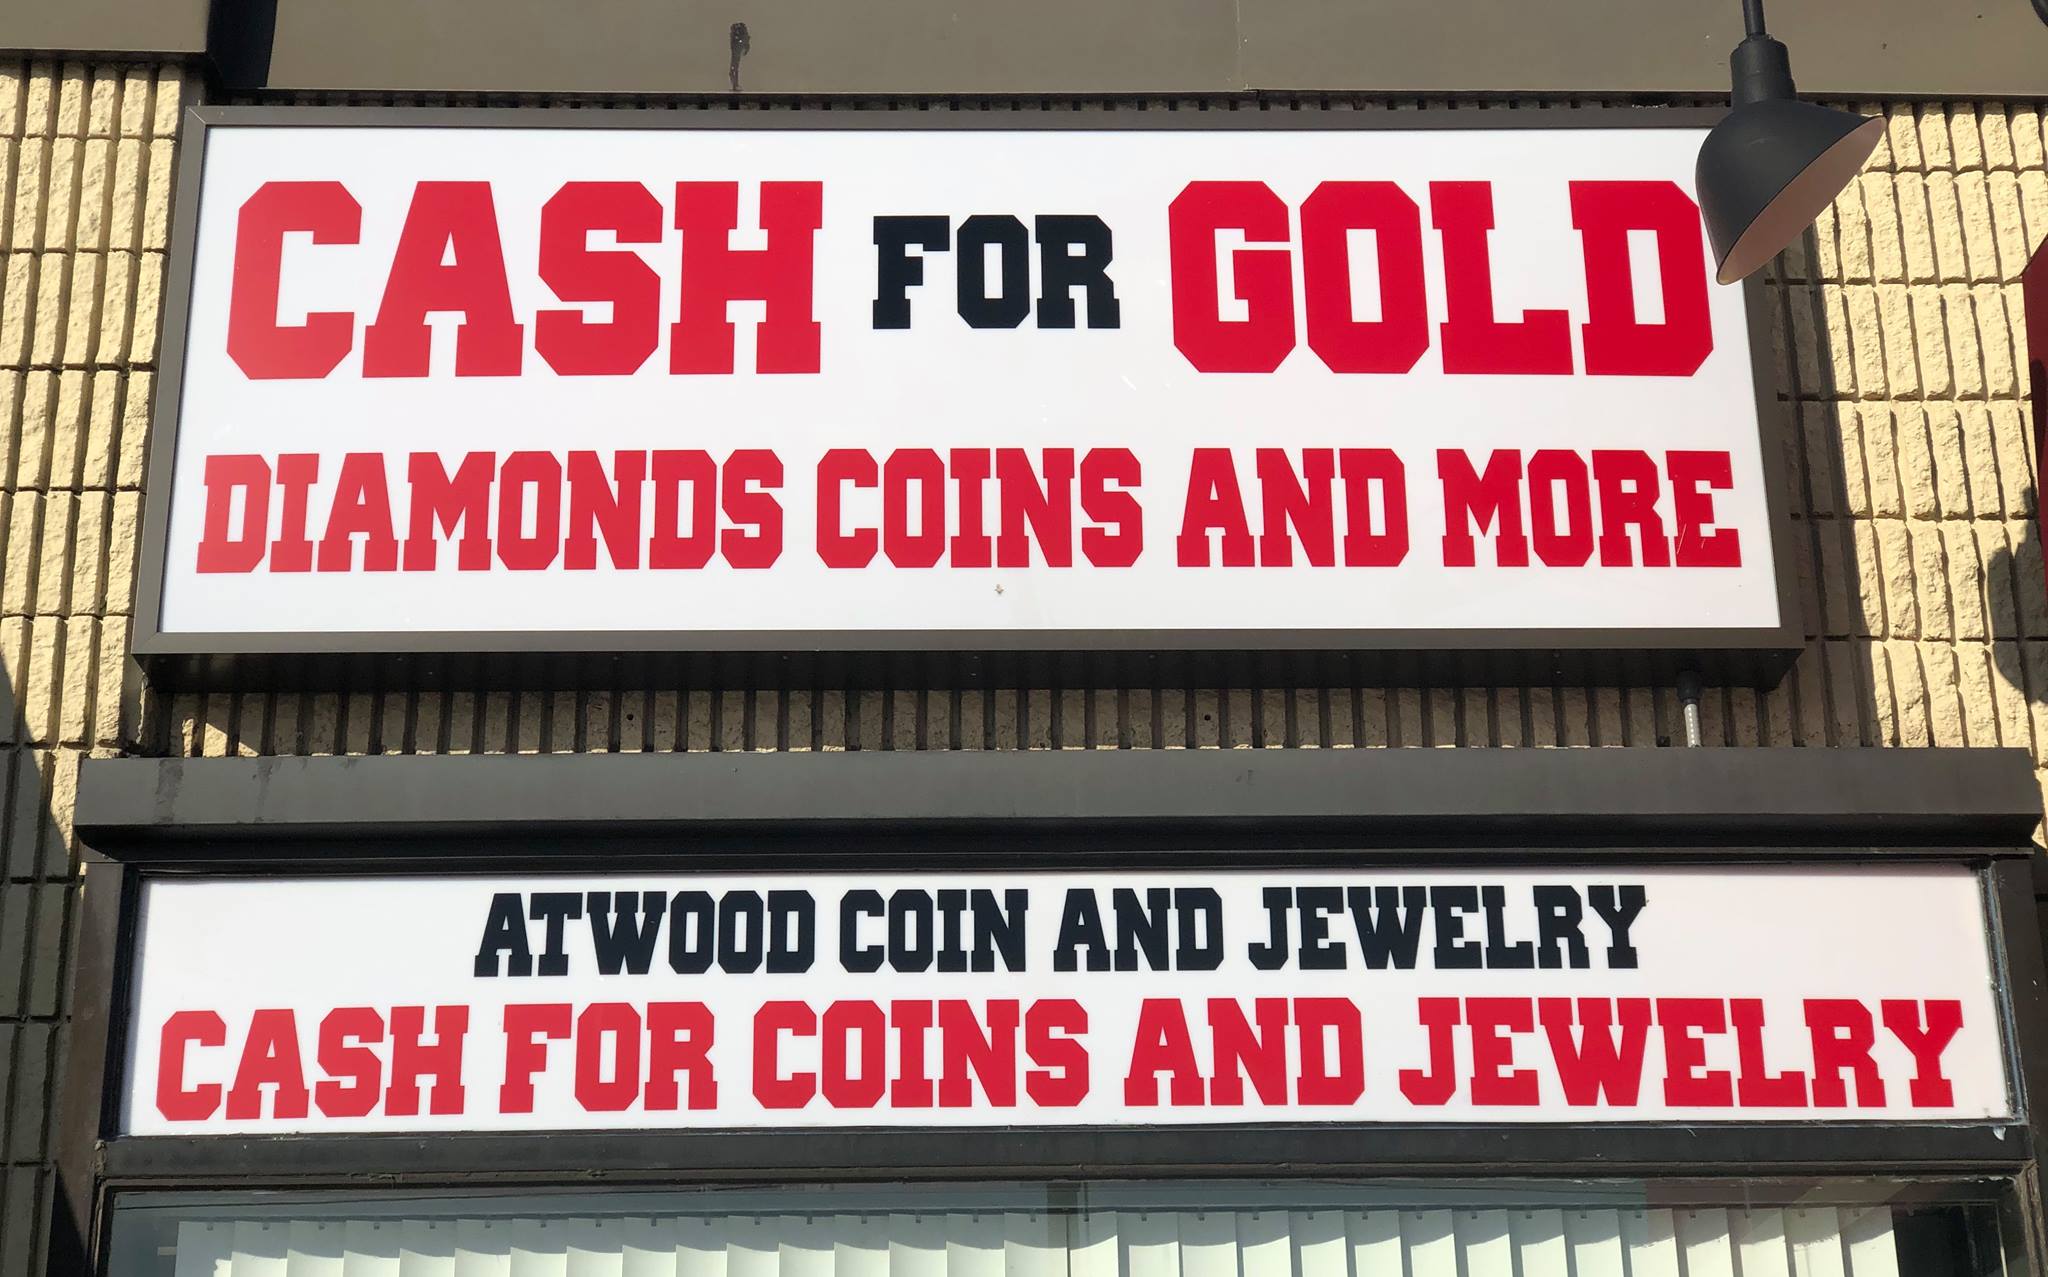 CASH FOR GOLD
DIAMONDS COINS AND MORE
ATWOOD COIN AND JEWELRY
CASH FOR COINS AND JEWELRY